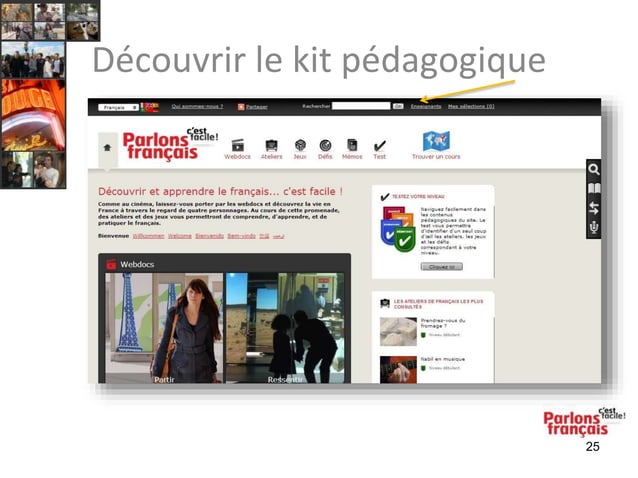 Découvrir le kit pédagogique
Français
Qui sommes-nous ?
Partager
Rechercher
Enseignants
Mes sélections (0)
c'est facile!
Parlons français
Webdocs
Ateliers
Jeux
Défis
Mémos
Test
Trouver un cours
Découvrir et apprendre le français... c'est facile !
Comme au cinéma, laissez-vous porter par les webdocs et découvrez la vie en
France à travers le regard de quatre personnages. Au cours de cette promenade,
des ateliers et des jeux vous permettront de comprendre, d'apprendre, et de
pratiquer le français.
Bienvenue Willkommen Welcome Bienvenido Bem-vindo
Webdocs
Partir
Ressentir
TESTEZ VOTRE NIVEAU
Naviguez facilement dans
les contenus
pédagogiques du site. Le
test vous permettra
d'identifier d'un seul coup
d'œil les ateliers, les jeux
et les défis
correspondant à votre
niveau.
Cliquez ici
LES ATELIERS DE FRANÇAIS LES PLUS
CONSULTÉS
Prendrez-vous du
fromage ?
Niveau débutant
Nabil en musique
Niveau débutant
c'est facile!
Parlons français
25